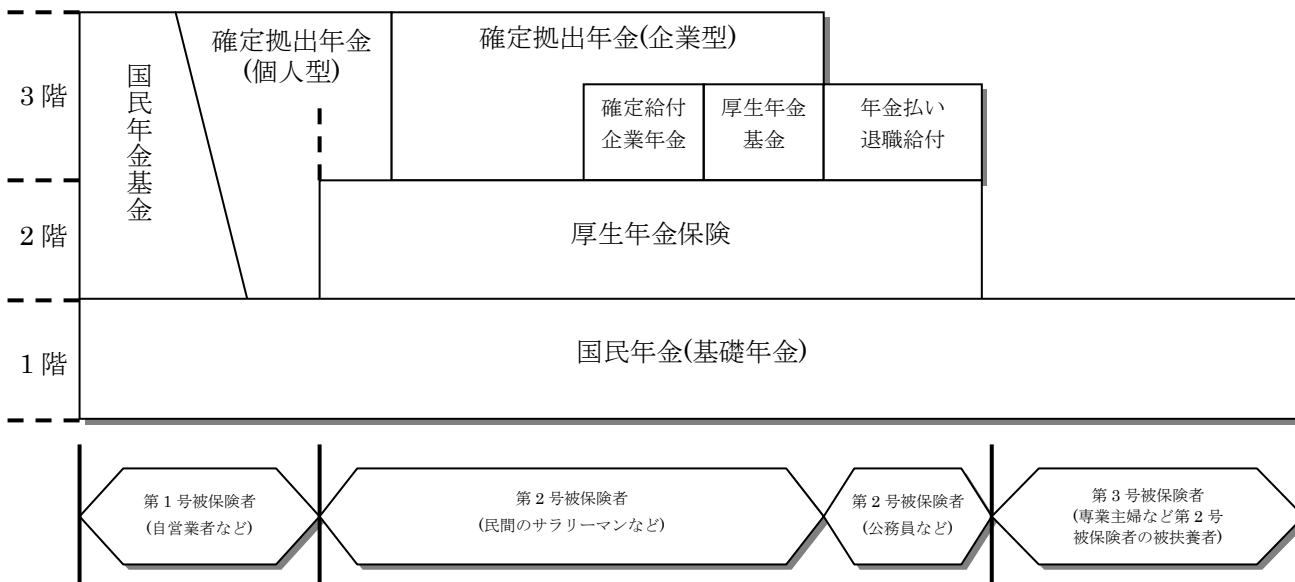 確定拠出年金
(個人型)
確定拠出年金(企業型)
国民年金基金
3 階
確定給付
企業年金
厚生年金
基金
年金払い
退職給付
2 階
厚生年金保険
1 階
国民年金(基礎年金)
第 1 号被保険者
(自営業者など)
第 2 号被保険者
(民間のサラリーマンなど)
第 2 号被保険者
(公務員など)
第 3 号被保険者
(専業主婦など第 2 号
被保険者の被扶養者)